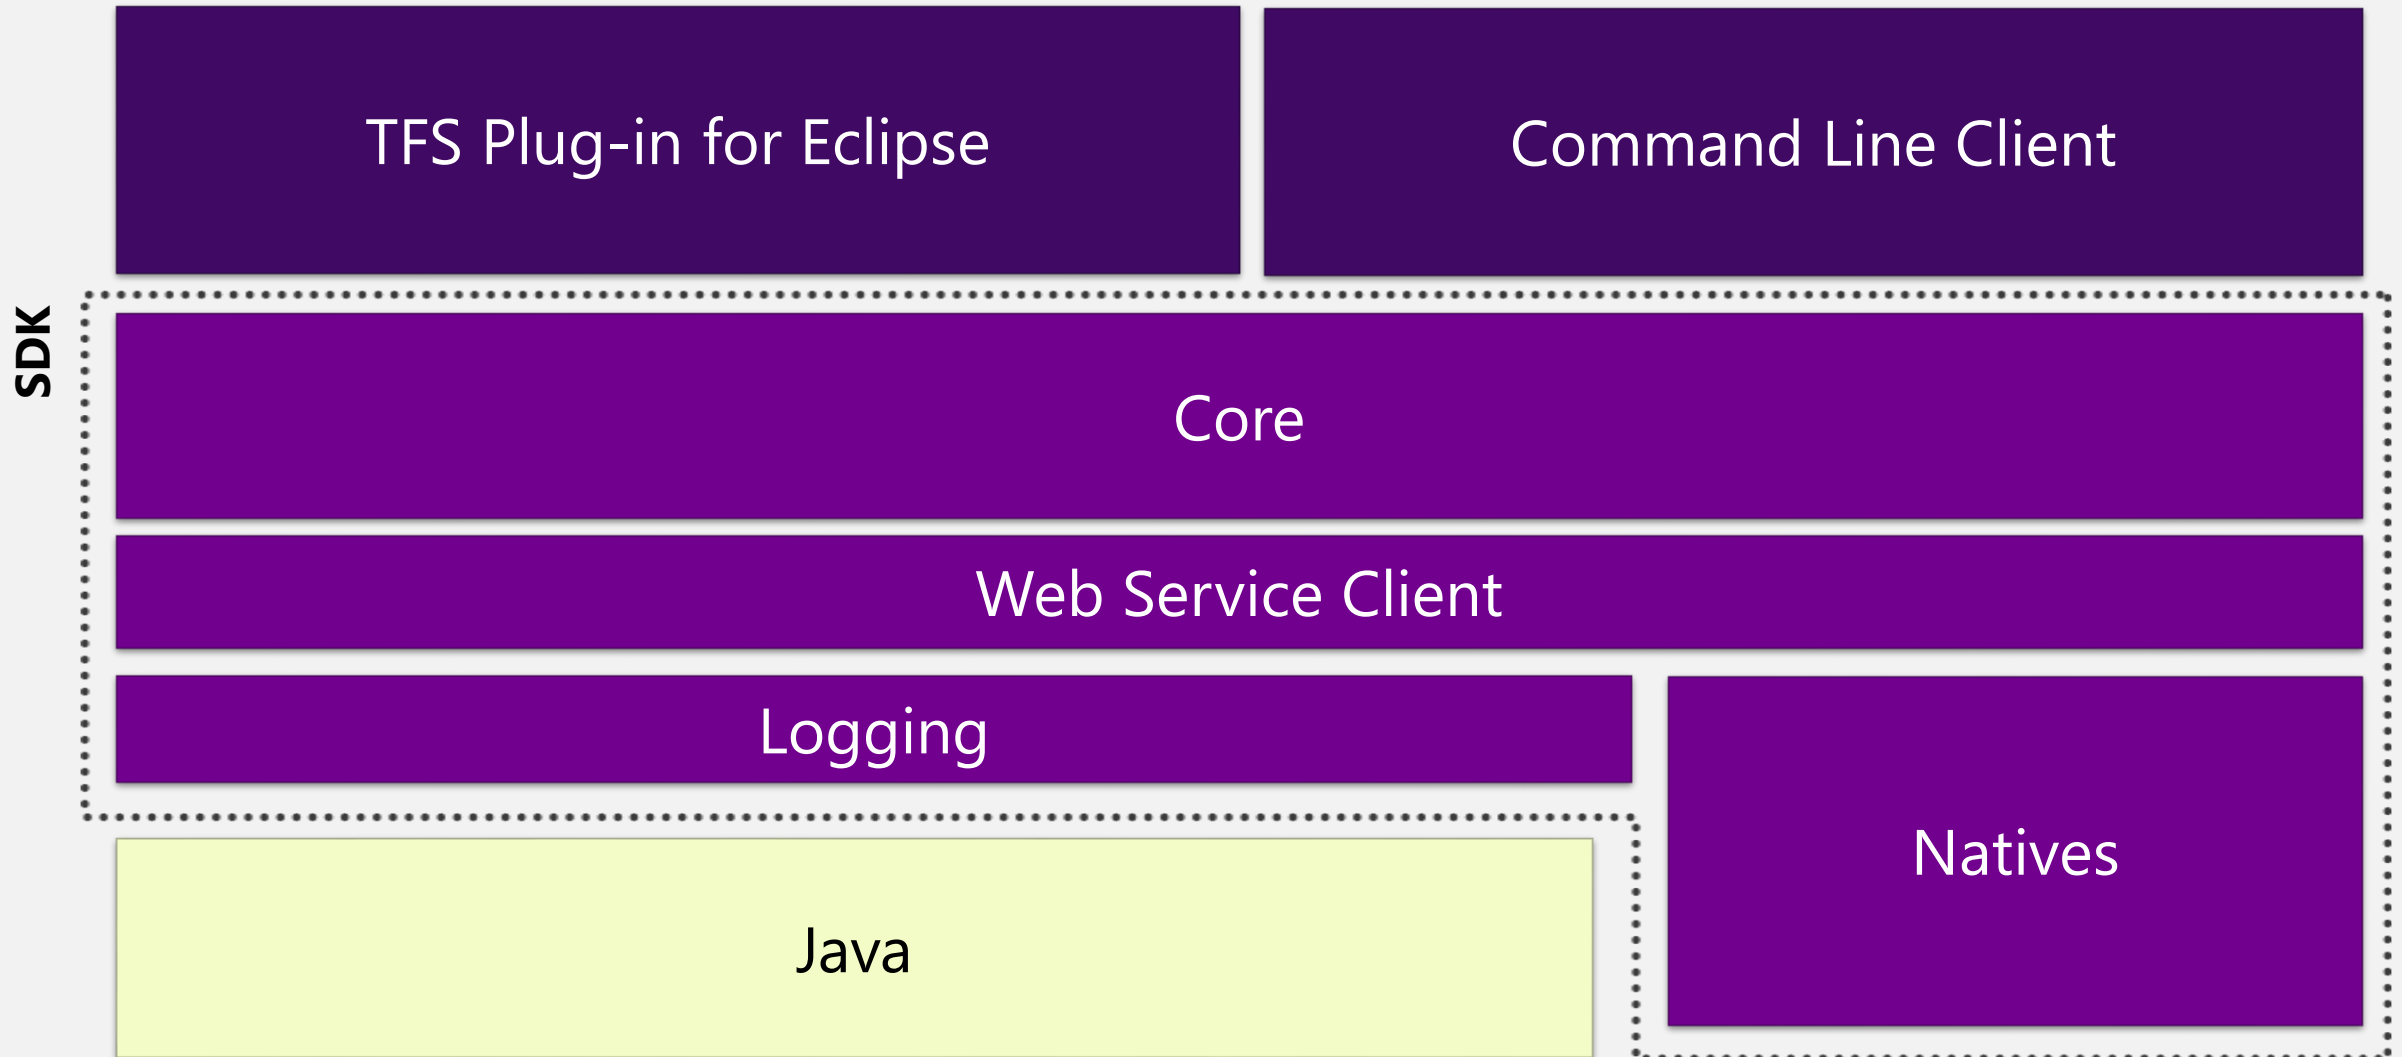 TFS Plug-in for Eclipse
Command Line Client
SDK
Core
Web Service Client
Logging
Natives
Java